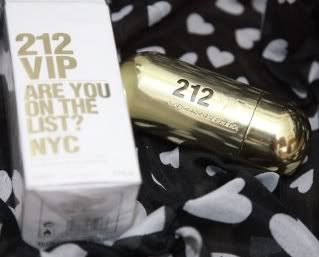 212
VIP
ARE YOU
ON THE
LIST?
NYC
212